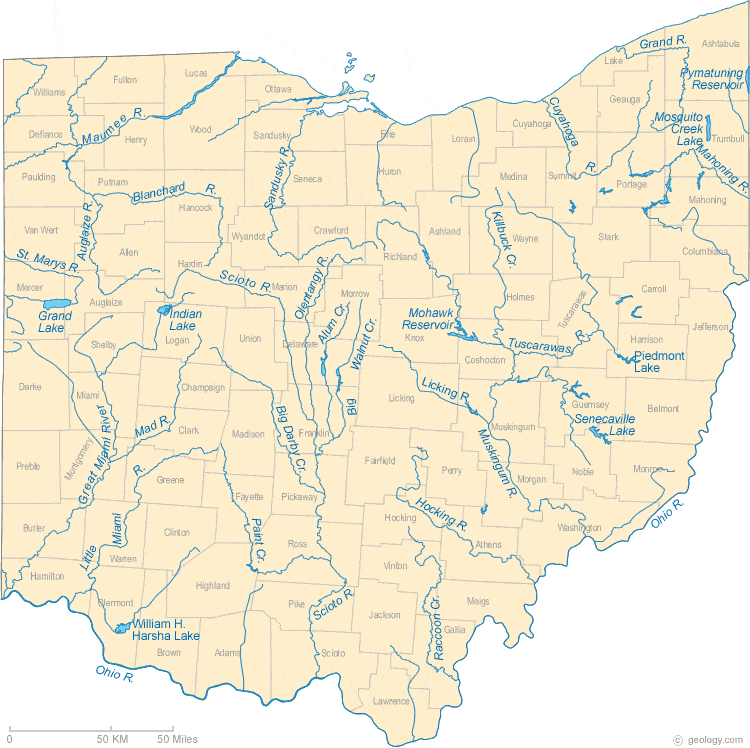 Grand R.
Ashtabula
Lake
Lucas
Fulton
Williams
Ottawa
Geauga
Pymatuning
Reservoir
Cuyahoga
R.
Mosquito
Creek
Lake
Trumbull
Defiance
Maumee R.
Henry
Wood
Sandusky
Erie
Lorain
Cuyahoga
Mahoning R.
Paulding
Putnam
Blanchard R.
Hancock
Sandusky R.
Seneca
Huron
Medina
Summit
Portage
Mahoning
Van Wert
Auglaize R.
Allen
Wyandot
Crawford
Richland
Ashland
Killbuck Cr.
Wayne
Stark
Columbiana
St. Marys R.
Hardin
Scioto R.
Marion
Olentangy R.
Morrow
Mercer
Grand
Lake
Auglaize
Indian
Lake
Logan
Union
Delaware
Alum Cr.
Big Walnut Cr.
Mohawk
Reservoir
Knox
Holmes
Tuscarawas
Carroll
Jefferson
Harrison
Tuscarawas R.
Coshocton
Piedmont
Lake
Shelby
Darke
Miami
Champaign
Licking R.
Licking
Guernsey
Belmont
Senecaville
Lake
Great Miami River
Mad R.
Clark
Madison
Big Darby Cr.
Franklin
Muskingum
Muskingum R.
Montgomery
Preble
Greene
Fairfield
Perry
Morgan
Noble
Monroe
Ohio R.
Fayette
Pickaway
Hocking R.
Hocking
Washington
Butler
Little Miami R.
Warren
Clinton
Paint Cr.
Ross
Athens
Vinton
Hamilton
Clermont
Highland
Pike
Scioto R.
Jackson
Raccoon Cr.
Meigs
Gallia
William H.
Harsha Lake
Brown
Adams
Scioto
Lawrence
Ohio R.
0 50 KM 50 Miles
© geology.com